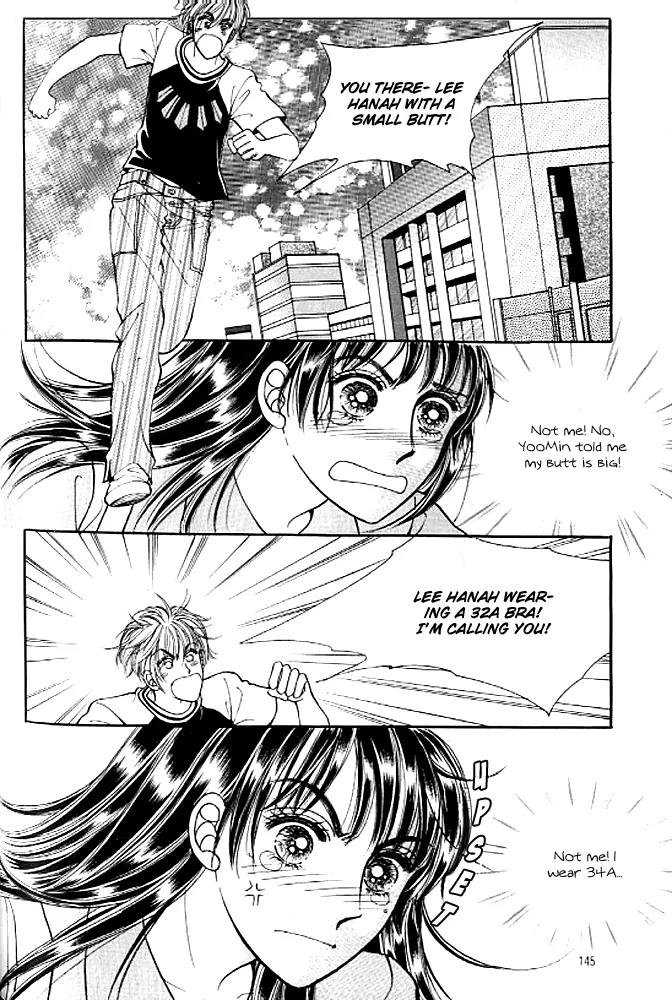 YOU THERE- LEE
HANAH WITH A
SMALL BUTT!
Not me! No,
YooMin told me
my butt is big!
LEE HANAH WEAR-
ING A 32A BRA!
I'M CALLING YOU!
UPSET
Not me! I
wear 34A...
145